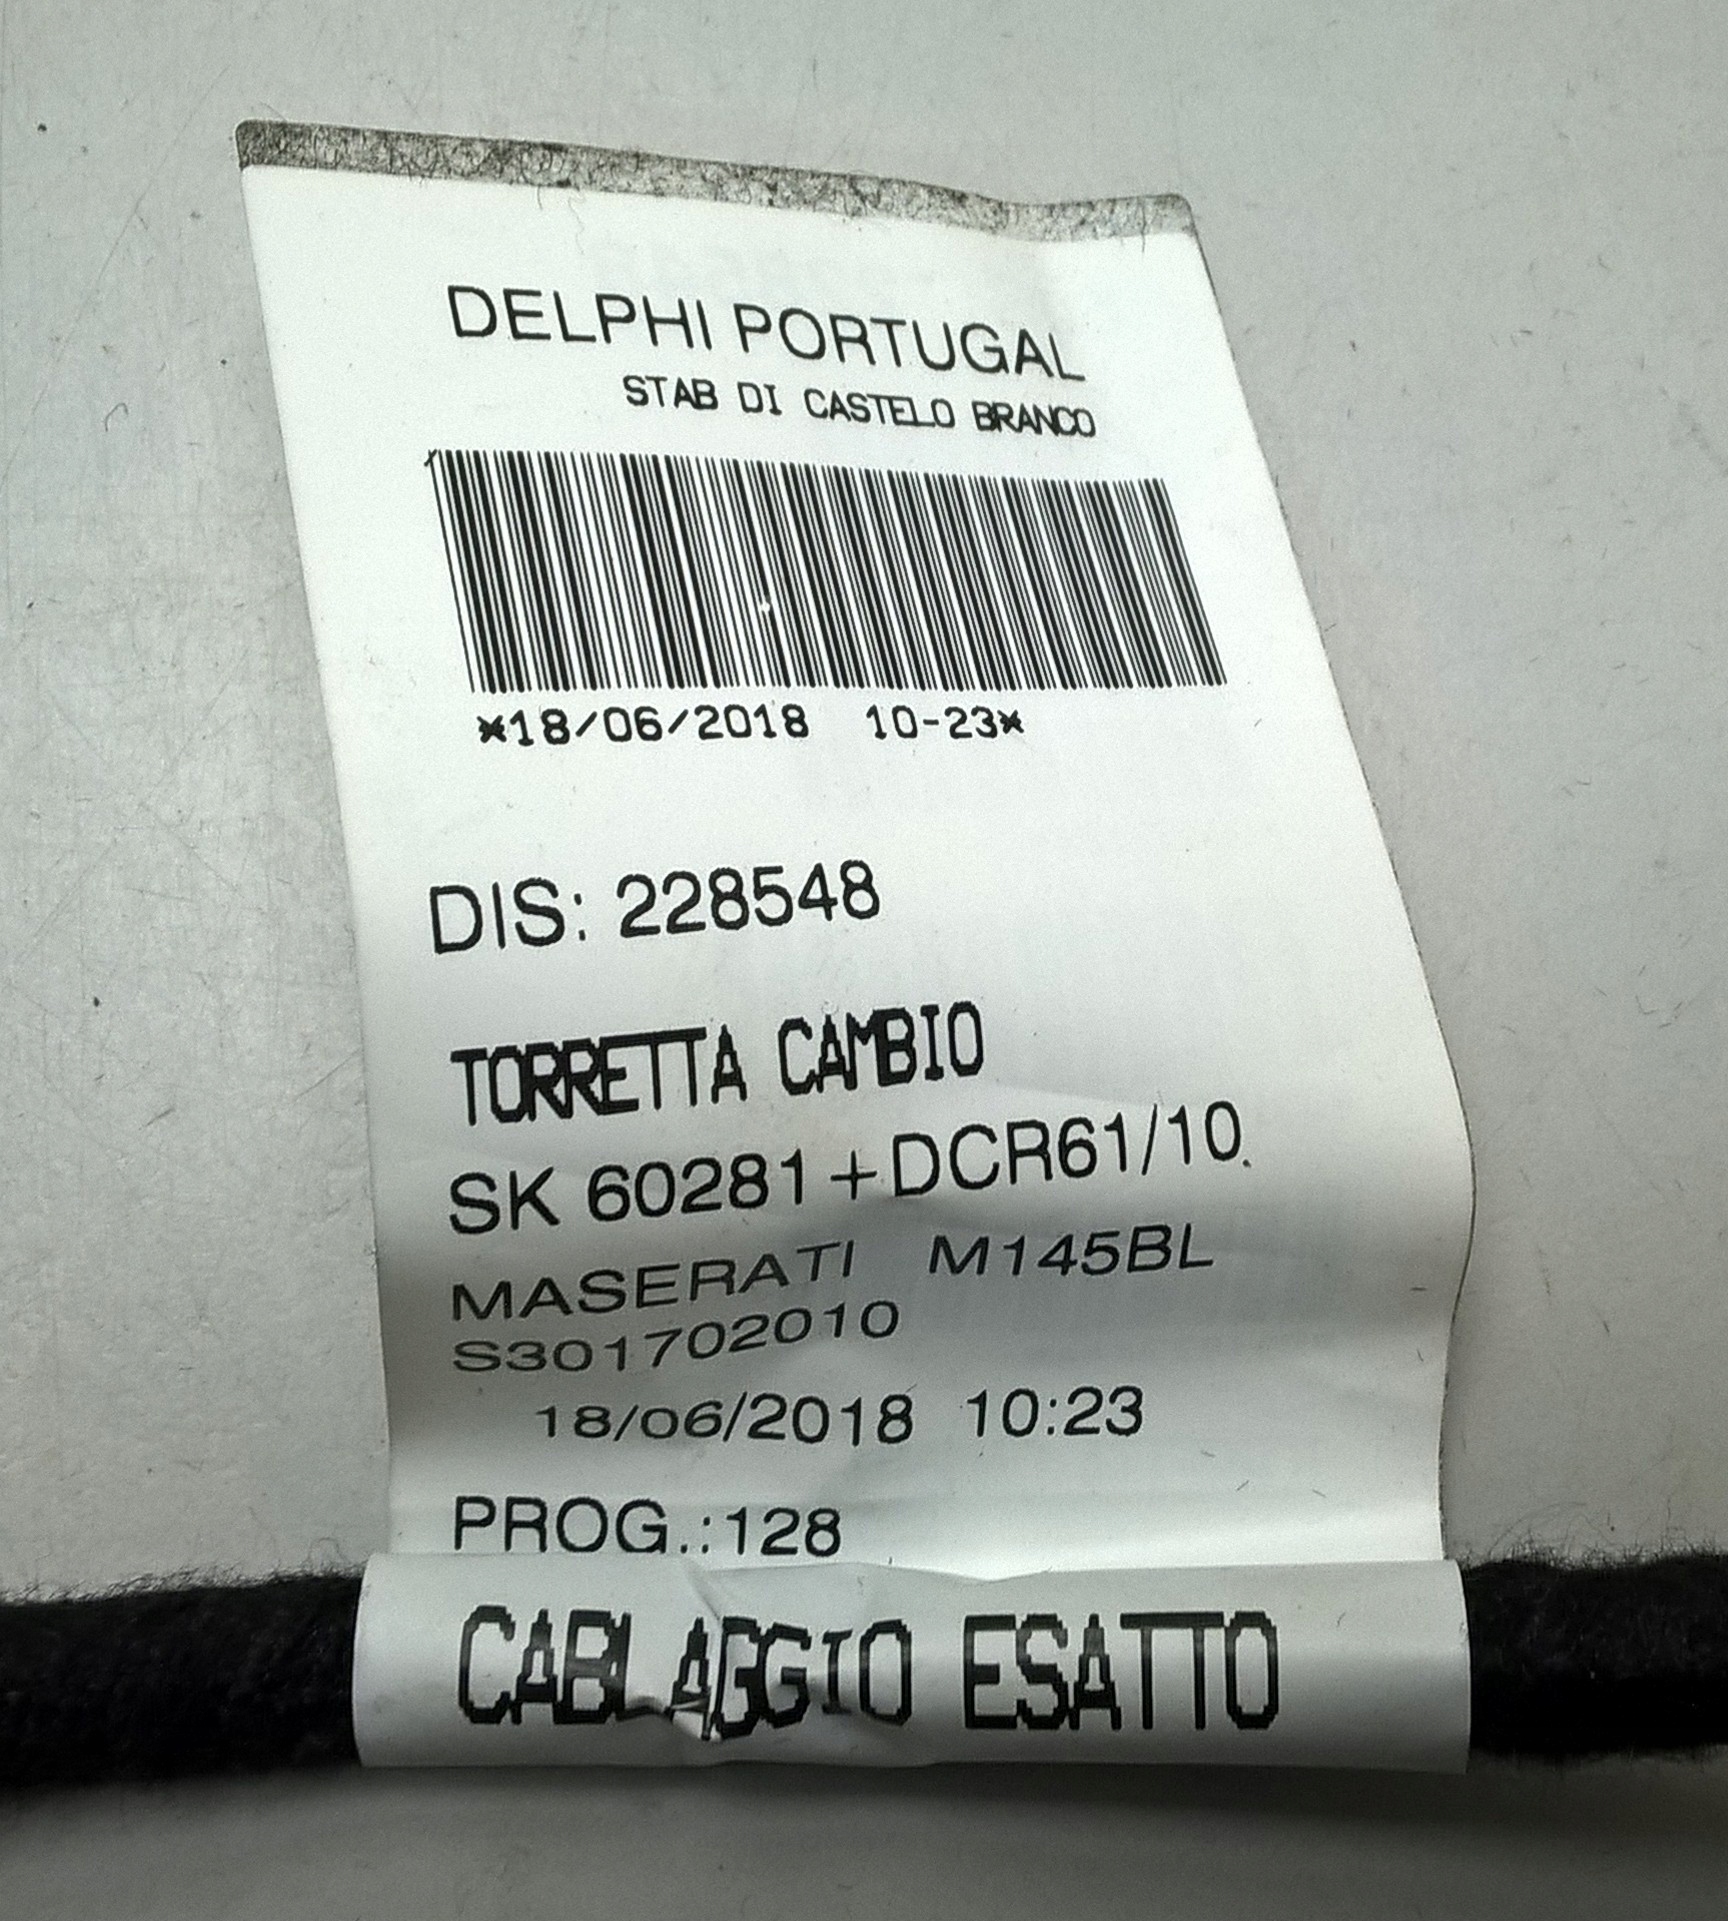 DELPHI PORTUGAL
STAB DI CASTELO BRANCO
*18/06/2018 10-23*
DIS: 228548
TORRETTA CAMBIO
SK 60281+DCR61/10.
MASERATI M145BL
S301702010
18/06/2018 10:23
PROG.:128
CABLAGGIO ESATTO